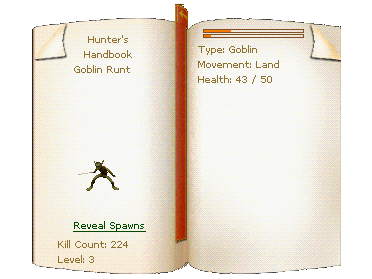 Hunter's
Handbook
Goblin Runt
Reveal Spawns
Kill Count: 224
Level: 3
Type: Goblin
Movement: Land
Health: 43 / 50